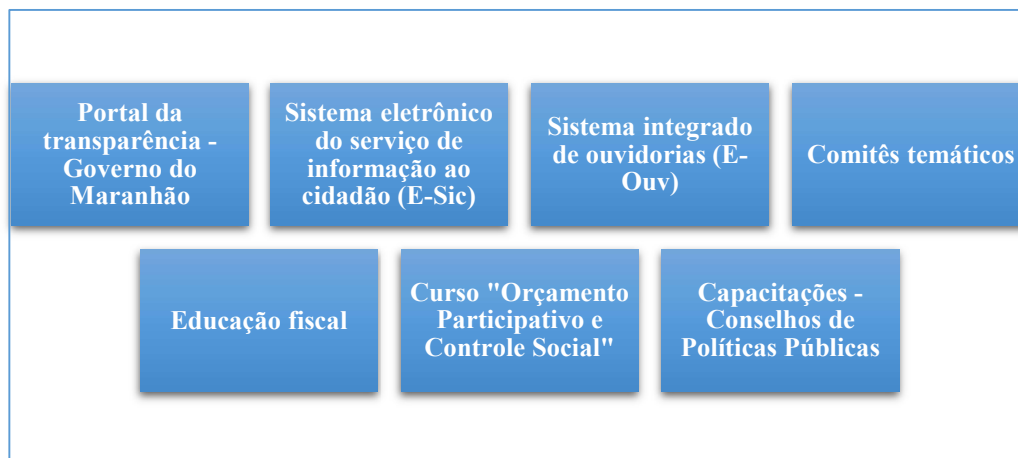 Portal da
transparência -
Governo do
Maranhão
Sistema eletrônico
do serviço de
informação ao
cidadão (E-Sic)
Sistema integrado
de ouvidorias (E-
Ouv)
Comitês temáticos
Educação fiscal
Curso "Orçamento
Participativo e
Controle Social"
Capacitações -
Conselhos de
Políticas Públicas